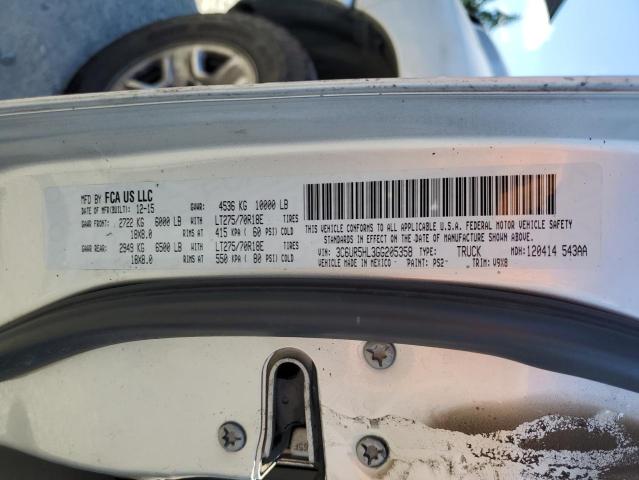 MFD BY FCA US LLC
DATE OF MFR(BUILT): 12-15 GVWR: 4536 KG 10000 LB
GAWR FRONT: 2722 KG 6000 LB WITH LT275/70R18E TIRES
18X8.0 RIMS AT 415 KPA( 60 PSI) COLD
GAWR REAR: 2949 KG 6500 LB WITH LT275/70R18E TIRES
18X8.0 RIMS AT 550 KPA( 80 PSI) COLD
THIS VEHICLE CONFORMS TO ALL APPLICABLE U.S.A. FEDERAL MOTOR VEHICLE SAFETY
STANDARDS IN EFFECT ON THE DATE OF MANUFACTURE SHOWN ABOVE.
VIN: 3C6UR5HL3GG205358 TYPE: TRUCK MDH: 120414 543AA
VEHICLE MADE IN MEXICO PAINT: PS2 TRIM: V9X8